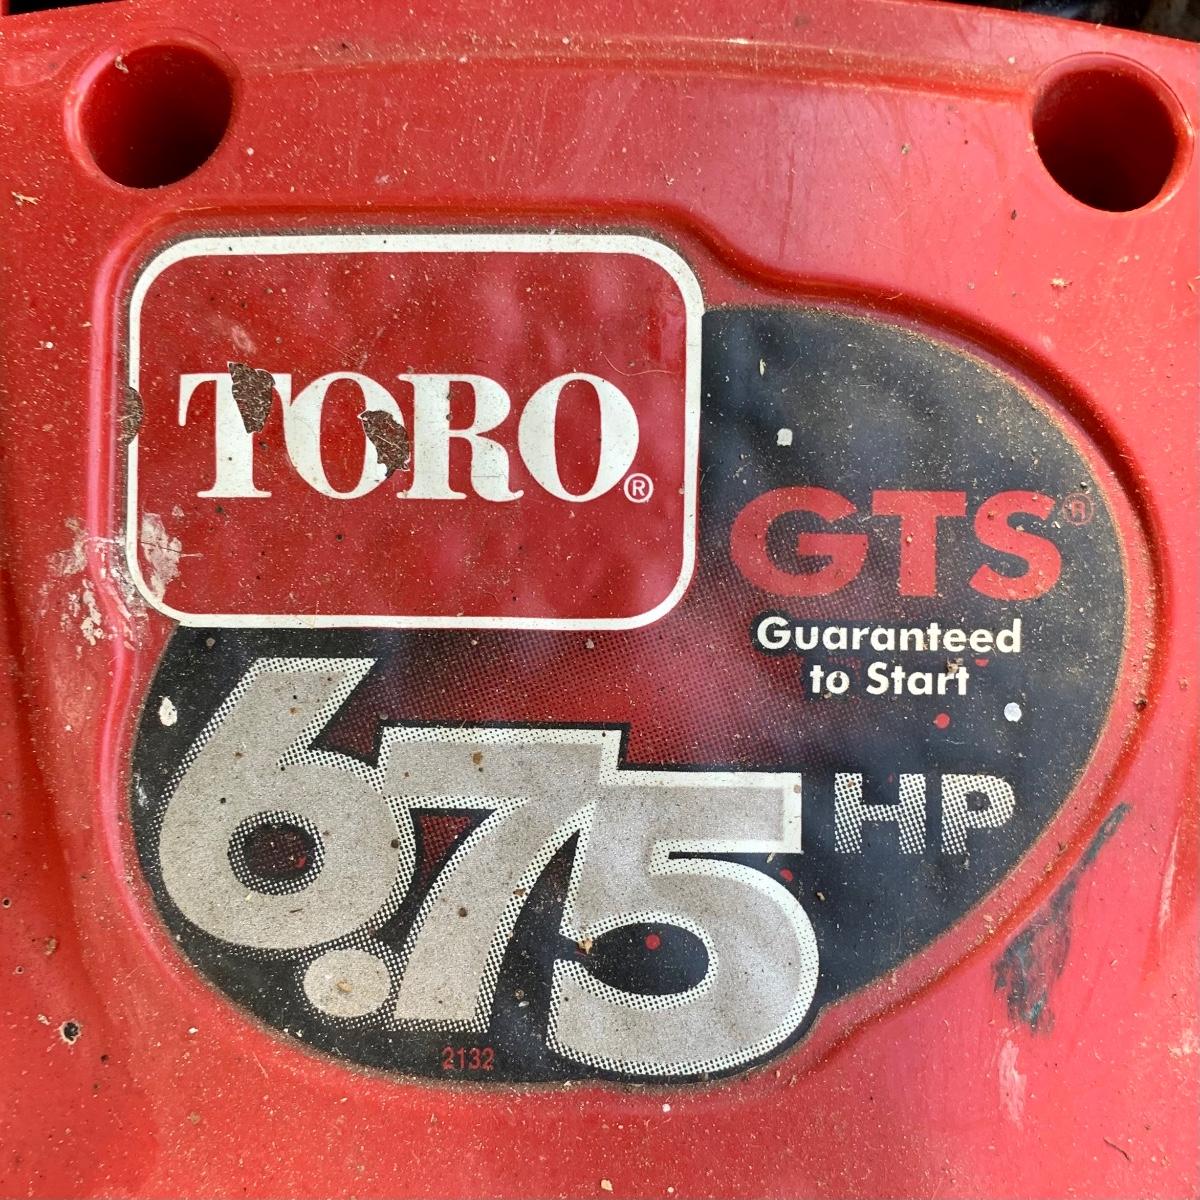 TORO®
GTS®
Guaranteed
to Start
6.75 HP
2132